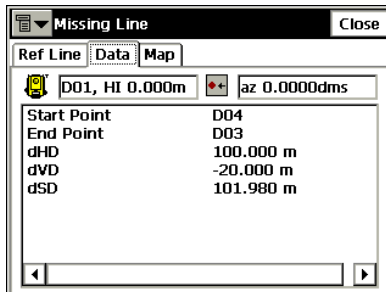 Missing Line Close
Ref Line Data Map
D01, HI 0.000m az 0.0000dms
Start Point D04
End Point D03
dHD 100.000 m
dVD -20.000 m
dSD 101.980 m